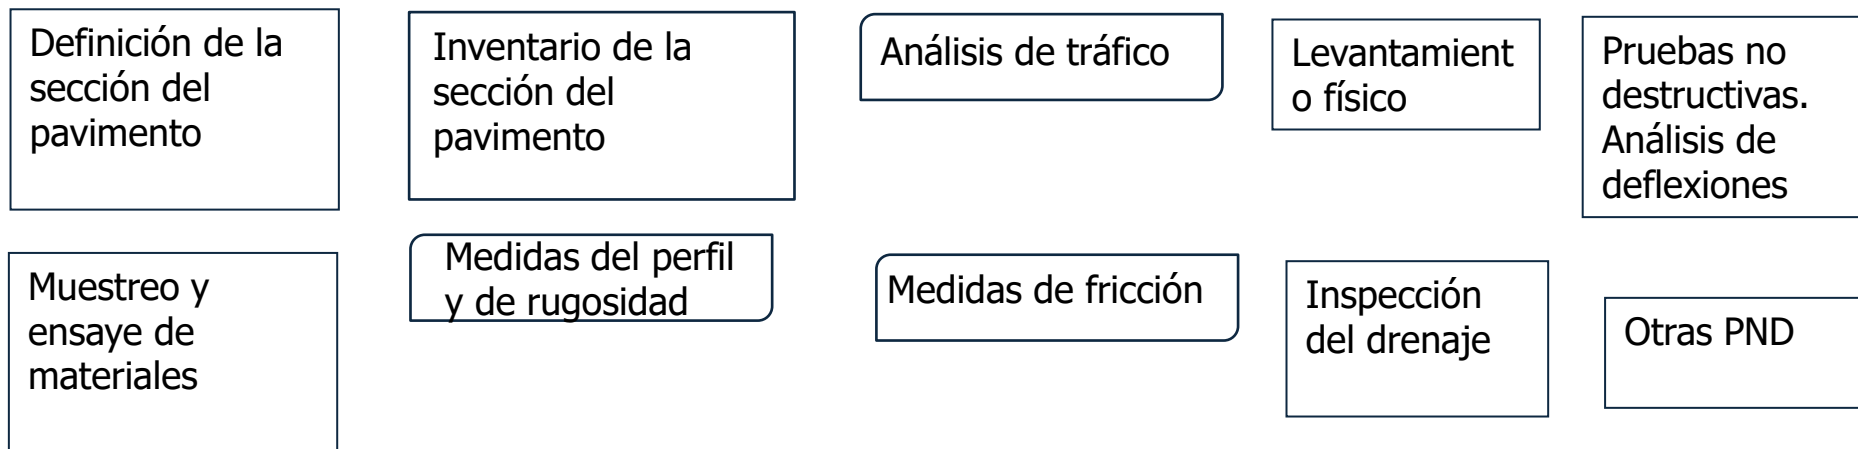 Definición de la
sección del
pavimento
Inventario de la
sección del
pavimento
Análisis de tráfico
Levantamient
o físico
Pruebas no
destructivas.
Análisis de
deflexiones
Muestreo y
ensaye de
materiales
Medidas del perfil
y de rugosidad
Medidas de fricción
Inspección
del drenaje
Otras PND